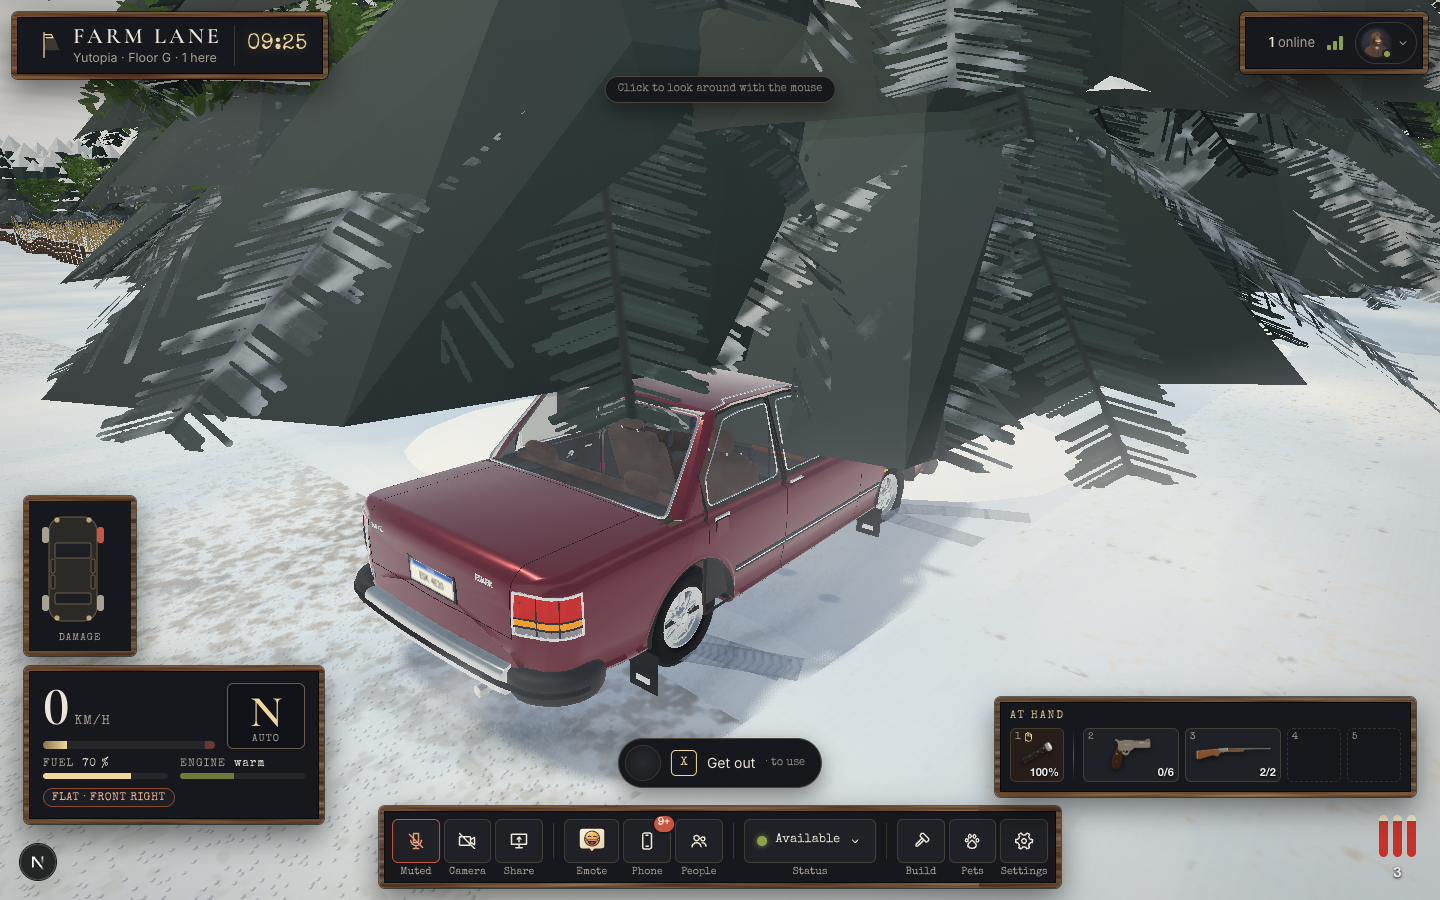 FARM LANE
Yutopia · Floor G · 1 here
09:25
1 online
Click to look around with the mouse
DAMAGE
0 KM/H
N
AUTO
FUEL 70 %
ENGINE warm
FLAT · FRONT RIGHT
X Get out · to use
AT HAND
1
100%
2
0/6
3
2/2
4
5
9+
Available
Muted
Camera
Share
Emote
Phone
People
Status
Build
Pets
Settings
N
3